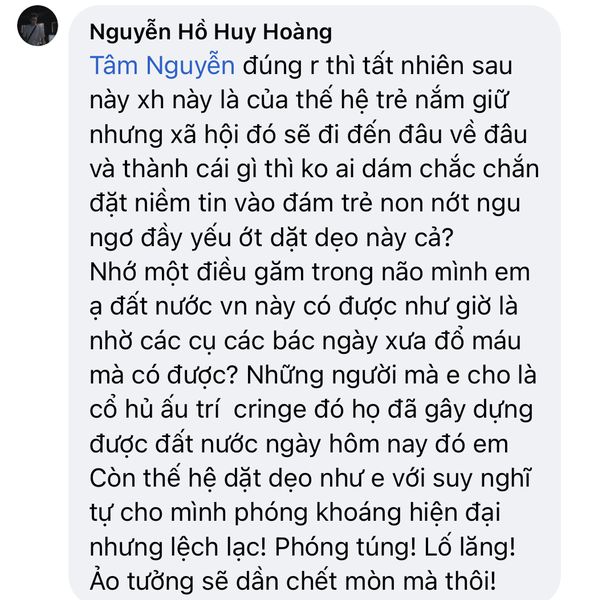 Nguyễn Hồ Huy Hoàng
Tâm Nguyễn đúng r thì tất nhiên sau
này xh này là của thế hệ trẻ nắm giữ
nhưng xã hội đó sẽ đi đến đâu về đâu
và thành cái gì thì ko ai dám chắc chắn
đặt niềm tin vào đám trẻ non nớt ngu
ngơ đầy yếu ớt dặt dẹo này cả?
Nhớ một điều găm trong não mình em
ạ đất nước vn này có được như giờ là
nhờ các cụ các bác ngày xưa đổ máu
mà có được? Những người mà e cho là
cổ hủ ấu trí cringe đó họ đã gây dựng
được đất nước ngày hôm nay đó em
Còn thế hệ dặt dẹo như e với suy nghĩ
tự cho mình phóng khoáng hiện đại
nhưng lệch lạc! Phóng túng! Lố lăng!
Ảo tưởng sẽ dần chết mòn mà thôi!